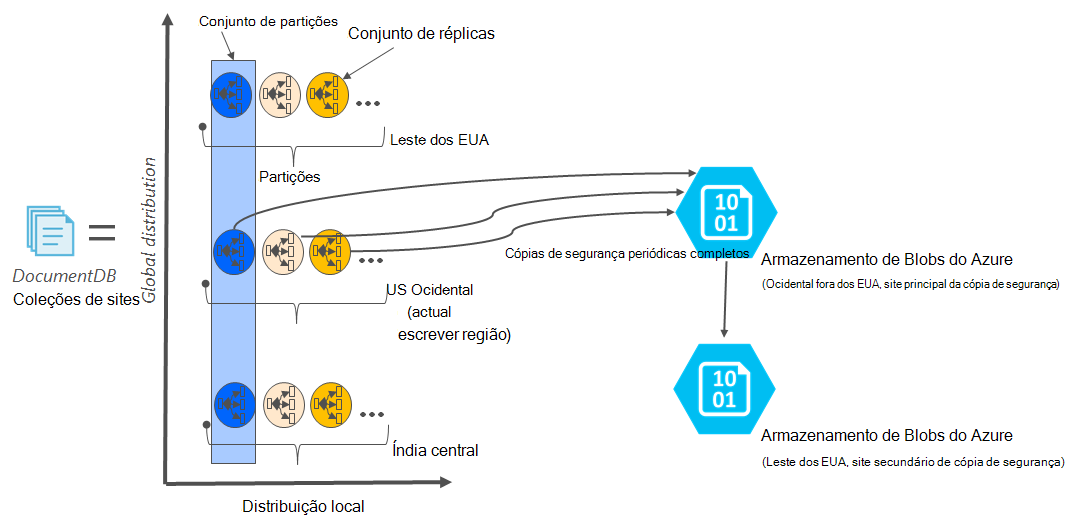 Conjunto de partições
Conjunto de réplicas
Leste dos EUA
Partições
Global distribution
DocumentDB
Coleções de sites
Cópias de segurança periódicas completos
US Ocidental
(actual
escrever região)
Índia central
Distribuição local
10
01
Armazenamento de Blobs do Azure
(Ocidental fora dos EUA, site principal da cópia de segurança)
10
01
Armazenamento de Blobs do Azure
(Leste dos EUA, site secundário de cópia de segurança)